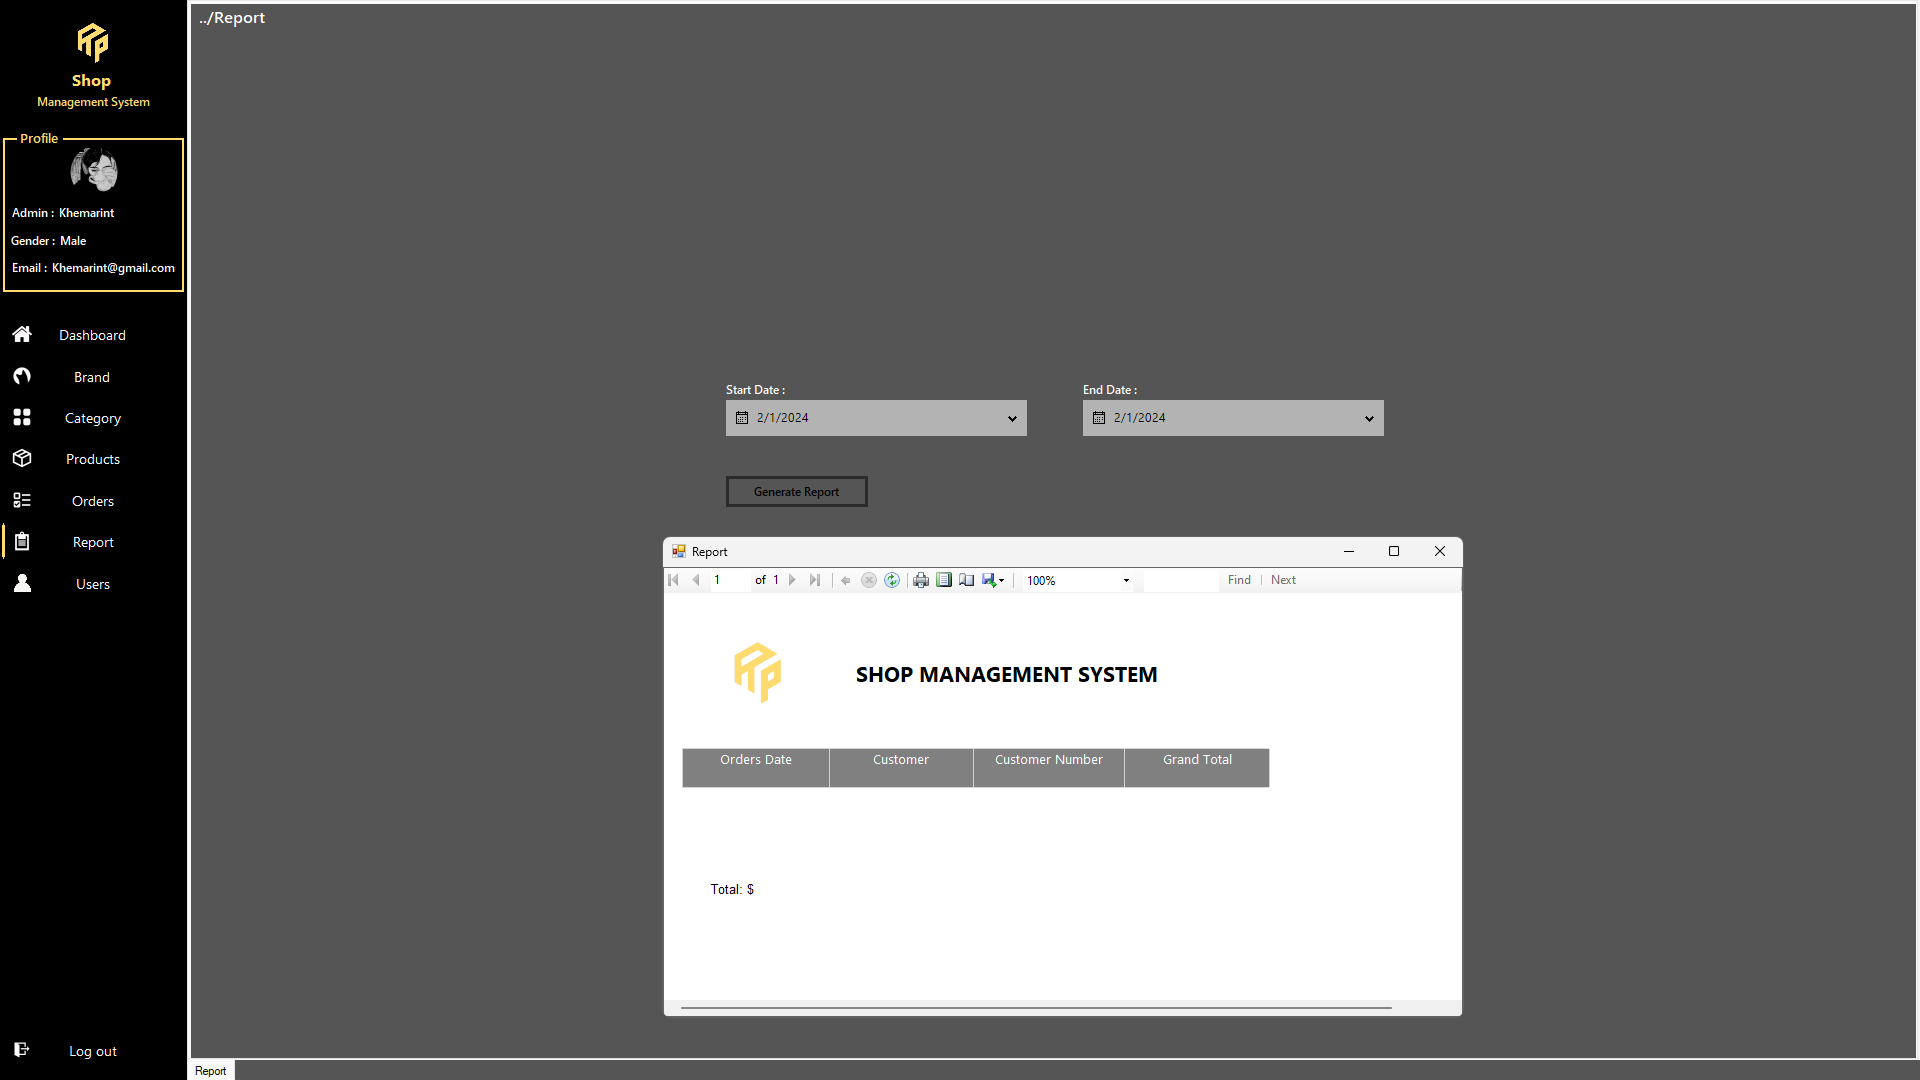 Shop
Management System
Profile
Admin : Khemarint
Gender : Male
Email : Khemarint@gmail.com
Dashboard
Brand
Category
Products
Orders
Report
Users
Log out
../Report
Start Date :
End Date :
2/1/2024
2/1/2024
Generate Report
Report
1 of 1
100%
Find | Next
SHOP MANAGEMENT SYSTEM
Orders Date Customer Customer Number Grand Total
Total: $
Report